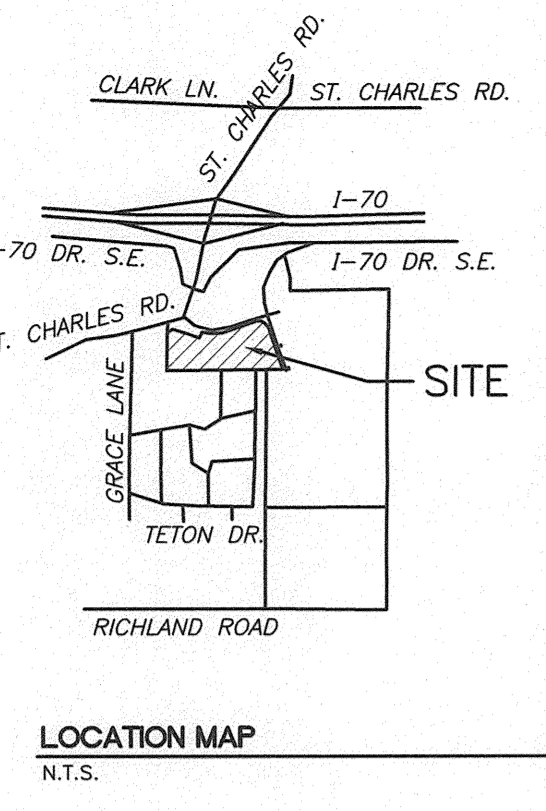 CLARK LN.
ST. CHARLES RD.
ST. CHARLES RD.
I-70
-70 DR. S.E.
I-70 DR. S.E.
T. CHARLES RD.
SITE
GRACE LANE
TETON DR.
RICHLAND ROAD
LOCATION MAP
N.T.S.